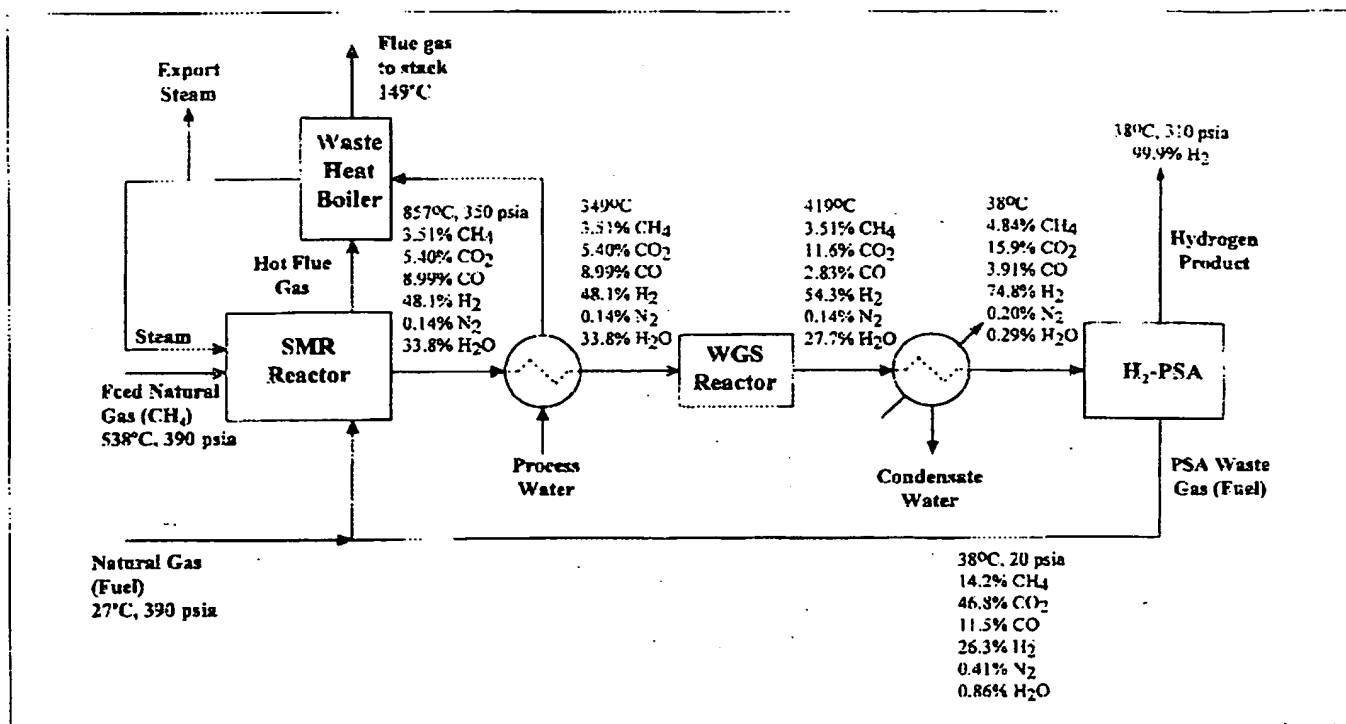 Flue gas
to stack
149°C
Export
Steam
Waste
Heat
Boiler
38ºC, 310 psia
99.9% H2
857ºC, 350 psia
3.51% CH4
5.40% CO2
8.99% CO
48.1% H2
0.14% N2
33.8% H2O
349ºC
3.51% CH4
5.40% CO2
8.99% CO
48.1% H2
0.14% N2
33.8% H2O
419ºC
3.51% CH4
11.6% CO2
2.83% CO
54.3% H2
0.14% N2
27.7% H2O
38ºC
4.84% CH4
15.9% CO2
3.91% CO
74.8% H2
0.20% N2
0.29% H2O
Hydrogen
Product
Hot Flue
Gas
Steam
SMR
Reactor
WGS
Reactor
H2-PSA
Feed Natural
Gas (CH4)
538°C, 390 psia
Process
Water
Condensate
Water
PSA Waste
Gas (Fuel)
Natural Gas
(Fuel)
27°C, 390 psia
38ºC, 20 psia
14.2% CH4
46.8% CO2
11.5% CO
26.3% H2
0.41% N2
0.86% H2O